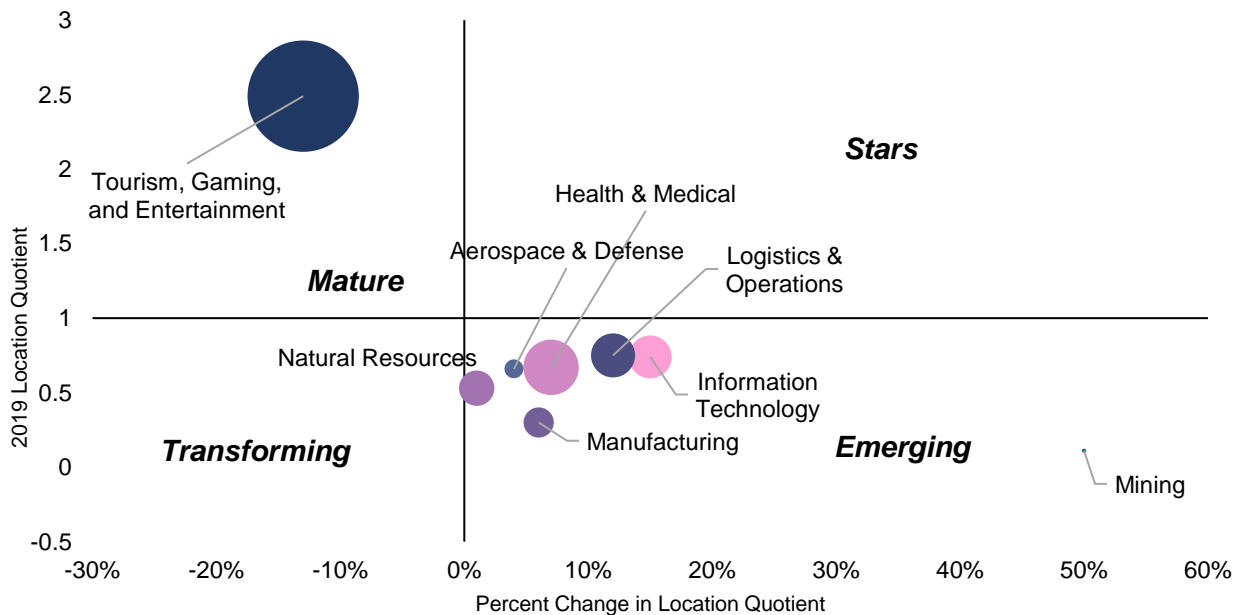 3
2.5
2
1.5
1
0.5
0
-0.5
2019 Location Quotient
Tourism, Gaming,
and Entertainment
Stars
Health & Medical
Aerospace & Defense
Logistics &
Operations
Mature
Natural Resources
Information
Technology
Manufacturing
Transforming
Emerging
Mining
-30%
-20%
-10%
0%
10%
20%
30%
40%
50%
60%
Percent Change in Location Quotient